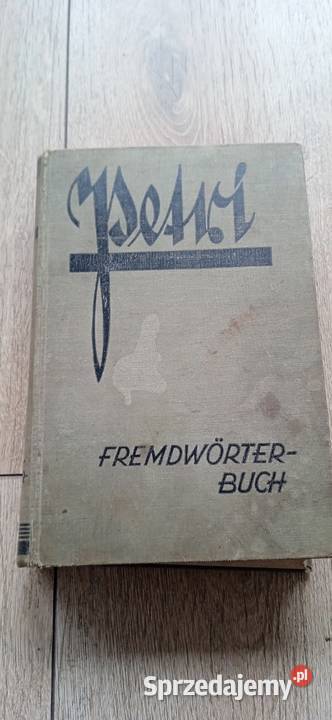 Petri
FREMDWÖRTER-
BUCH
Sprzedajemy.pl